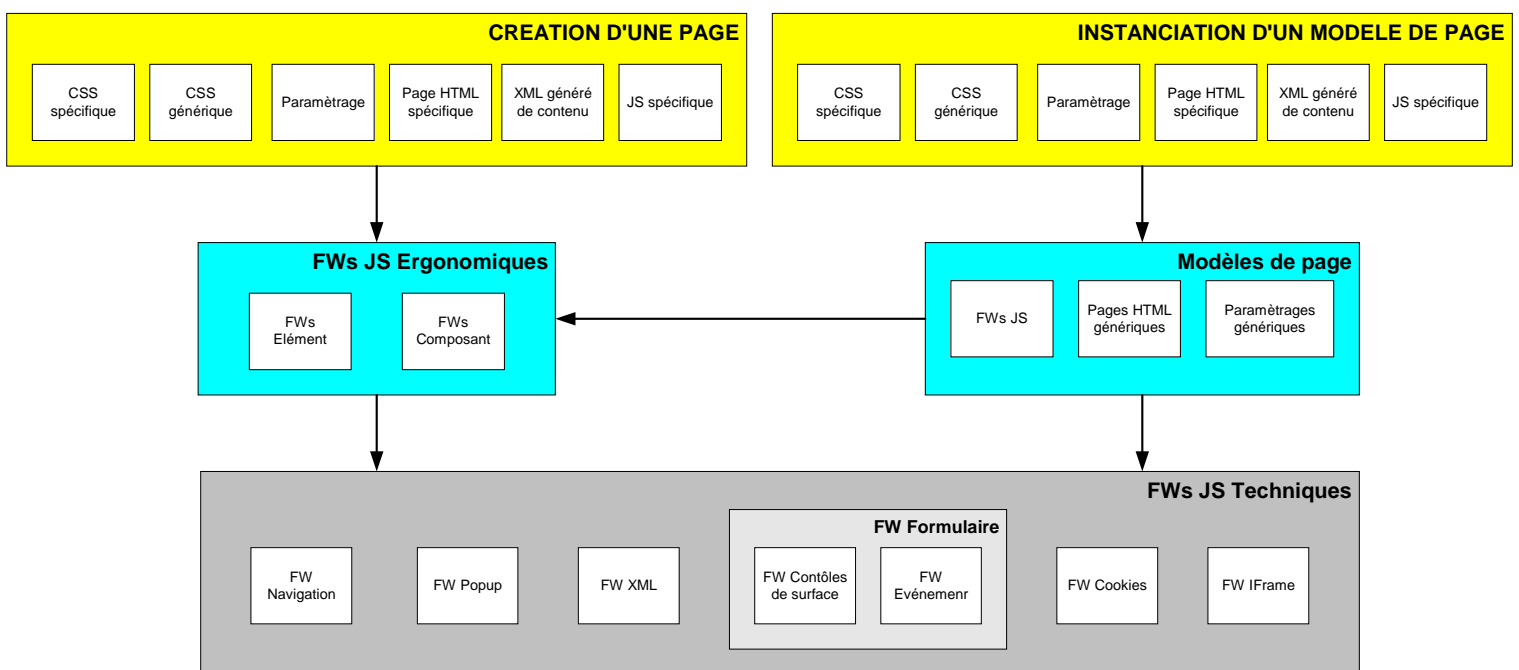 CREATION D'UNE PAGE
CSS
spécifique
CSS
générique
Paramètrage
Page HTML
spécifique
XML généré
de contenu
JS spécifique
INSTANCIATION D'UN MODELE DE PAGE
CSS
spécifique
CSS
générique
Paramètrage
Page HTML
spécifique
XML généré
de contenu
JS spécifique
FWs JS Ergonomiques
FWs
Elément
FWs
Composant
Modèles de page
FWs JS
Pages HTML
génériques
Paramètrages
génériques
FWs JS Techniques
FW
Navigation
FW Popup
FW XML
FW Formulaire
FW Contôles
de surface
FW
Evénemenr
FW Cookies
FW IFrame